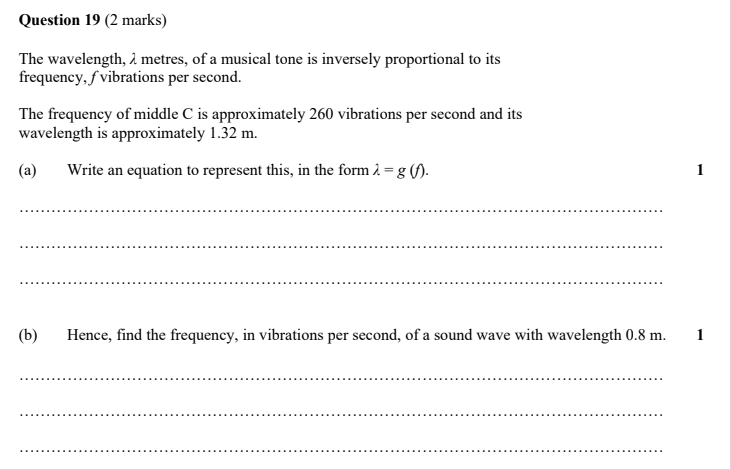 Question 19 (2 marks)
The wavelength, λ metres, of a musical tone is inversely proportional to its
frequency, f vibrations per second.
The frequency of middle C is approximately 260 vibrations per second and its
wavelength is approximately 1.32 m.
(a) Write an equation to represent this, in the form λ = g (f). 1
(b) Hence, find the frequency, in vibrations per second, of a sound wave with wavelength 0.8 m. 1